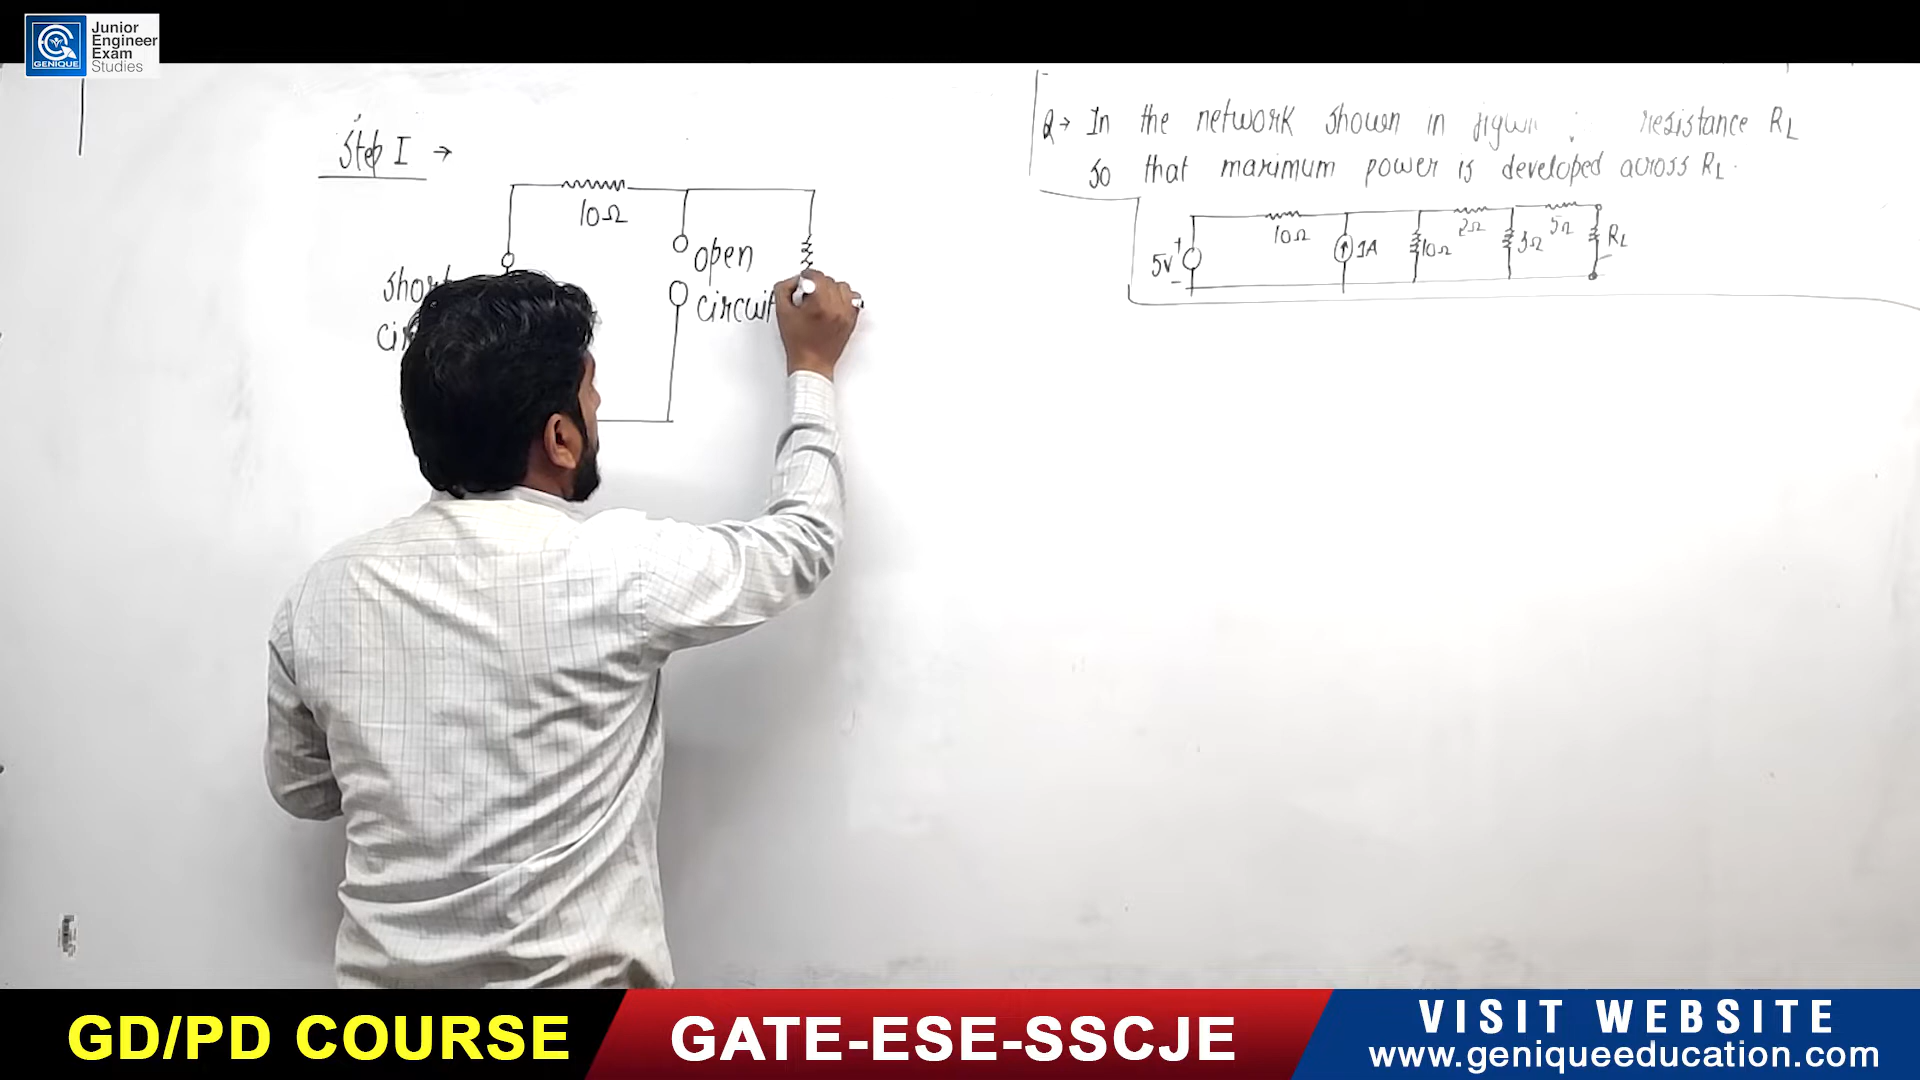 Junior
Engineer
Exam
Studies
GENIQUE
Step I →
10Ω
open
circuit
Q → In the network shown in resistance RL
so that maximum power is developed across RL.
10Ω
2Ω
5Ω
5V
+
-
1A
10Ω
3Ω
RL
GD/PD COURSE
GATE-ESE-SSCJE
VISIT WEBSITE
www.geniqueeducation.com